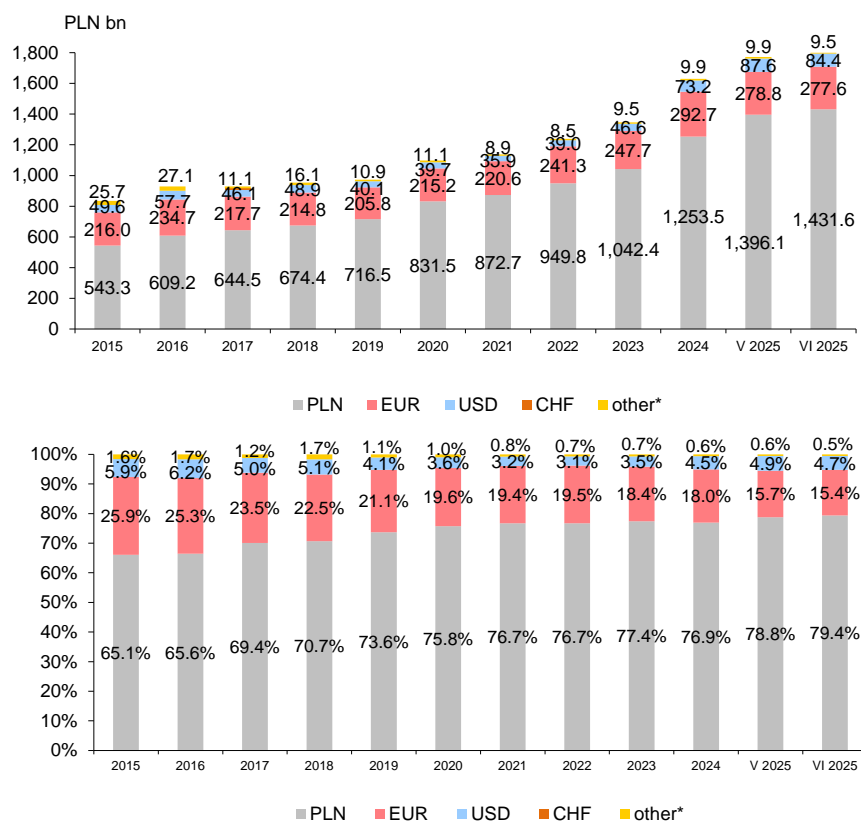 PLN bn
1,800
1,600
1,400
1,200
1,000
800
600
400
200
0
25.7 27.1 11.1 16.1 10.9 11.1 8.9 8.5 9.5 9.9 9.9 9.5
49.6 57.7 46.1 48.9 40.1 39.7 35.9 39.0 46.6 73.2 87.6 84.4
216.0 234.7 217.7 214.8 205.8 215.2 220.6 241.3 247.7 292.7 278.8 277.6
543.3 609.2 644.5 674.4 716.5 831.5 872.7 949.8 1,042.4 1,253.5 1,396.1 1,431.6
2015 2016 2017 2018 2019 2020 2021 2022 2023 2024 V 2025 VI 2025
PLN EUR USD CHF other*
100%
90%
80%
70%
60%
50%
40%
30%
20%
10%
0%
1.6% 1.7% 1.2% 1.7% 1.1% 1.0% 0.8% 0.7% 0.7% 0.6% 0.6% 0.5%
5.9% 6.2% 5.0% 5.1% 4.1% 3.6% 3.2% 3.1% 3.5% 4.5% 4.9% 4.7%
25.9% 25.3% 23.5% 22.5% 21.1% 19.6% 19.4% 19.5% 18.4% 18.0% 15.7% 15.4%
65.1% 65.6% 69.4% 70.7% 73.6% 75.8% 76.7% 76.7% 77.4% 76.9% 78.8% 79.4%
2015 2016 2017 2018 2019 2020 2021 2022 2023 2024 V 2025 VI 2025
PLN EUR USD CHF other*